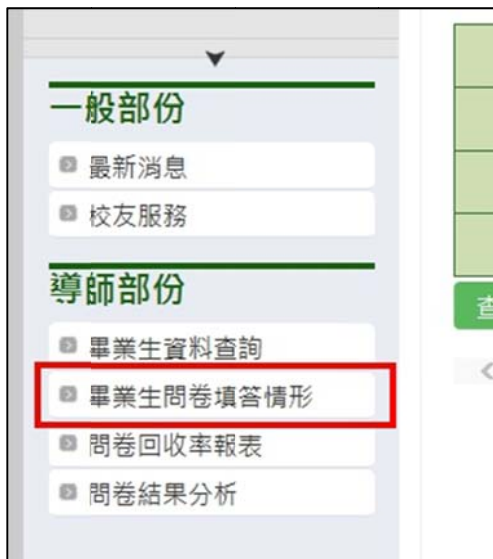 一般部份
最新消息
校友服務
導師部份
畢業生資料查詢
畢業生問卷填答情形
問卷回收率報表
問卷結果分析